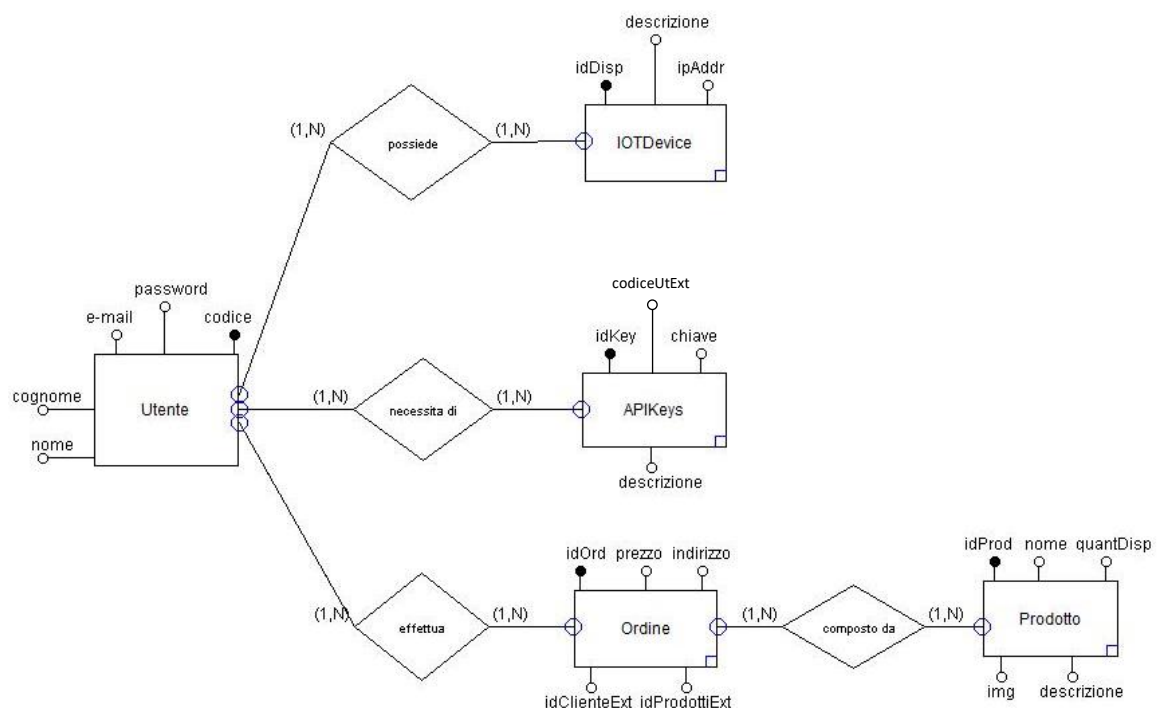 descrizione
idDisp
ipAddr
(1,N)
possiede
(1,N)
IOTDevice
codiceUtExt
password
e-mail
codice
idKey
chiave
cognome
Utente
(1,N)
necessita di
(1,N)
APIKeys
nome
descrizione
idOrd
prezzo
indirizzo
idProd
nome
quantDisp
(1,N)
effettua
(1,N)
Ordine
(1,N)
composto da
(1,N)
Prodotto
idClienteExt
idProdottiExt
img
descrizione